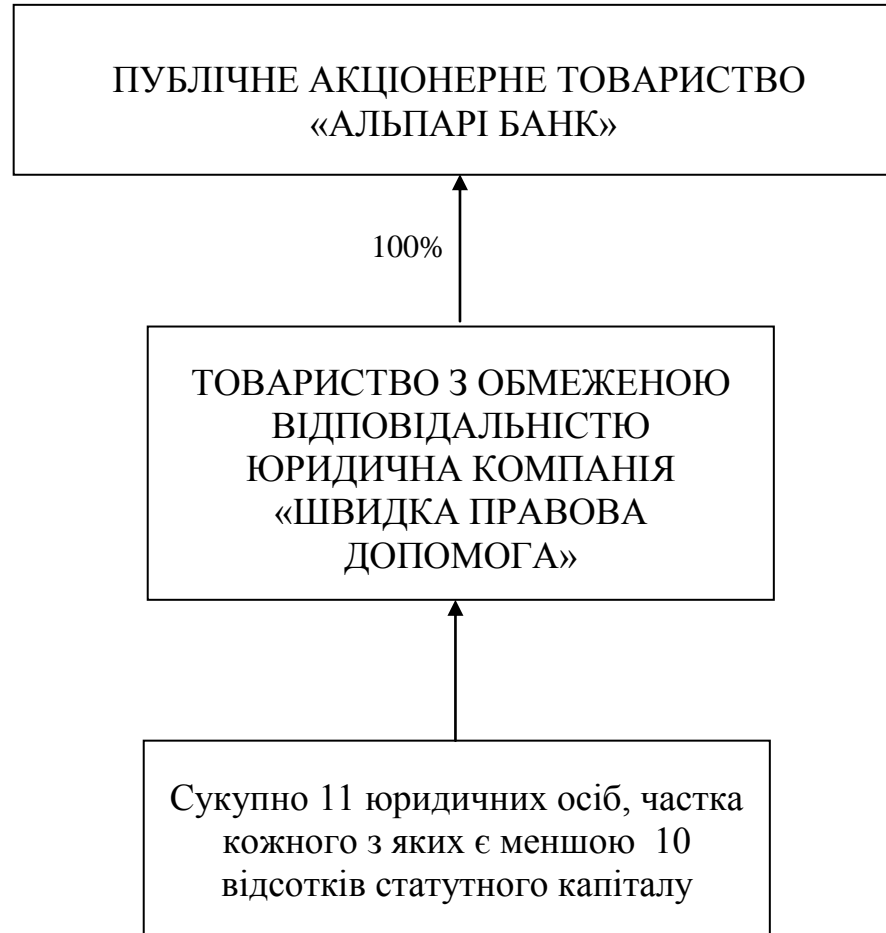 ПУБЛІЧНЕ АКЦІОНЕРНЕ ТОВАРИСТВО
«АЛЬПАРІ БАНК»
100%
ТОВАРИСТВО З ОБМЕЖЕНОЮ
ВІДПОВІДАЛЬНІСТЮ
ЮРИДИЧНА КОМПАНІЯ
«ШВИДКА ПРАВОВА
ДОПОМОГА»
Сукупно 11 юридичних осіб, частка
кожного з яких є меншою 10
відсотків статутного капіталу